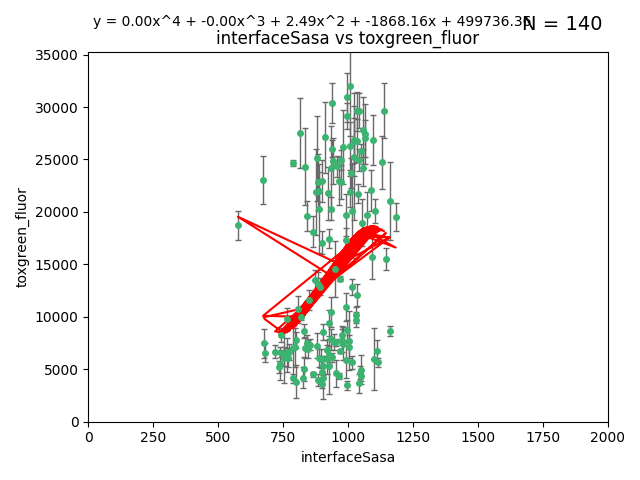 y = 0.00x^4 + -0.00x^3 + 2.49x^2 + -1868.16x + 499736.36
N = 140
interfaceSasa vs toxgreen_fluor
35000
30000
25000
20000
15000
10000
5000
0
toxgreen_fluor
0 250 500 750 1000 1250 1500 1750 2000
interfaceSasa